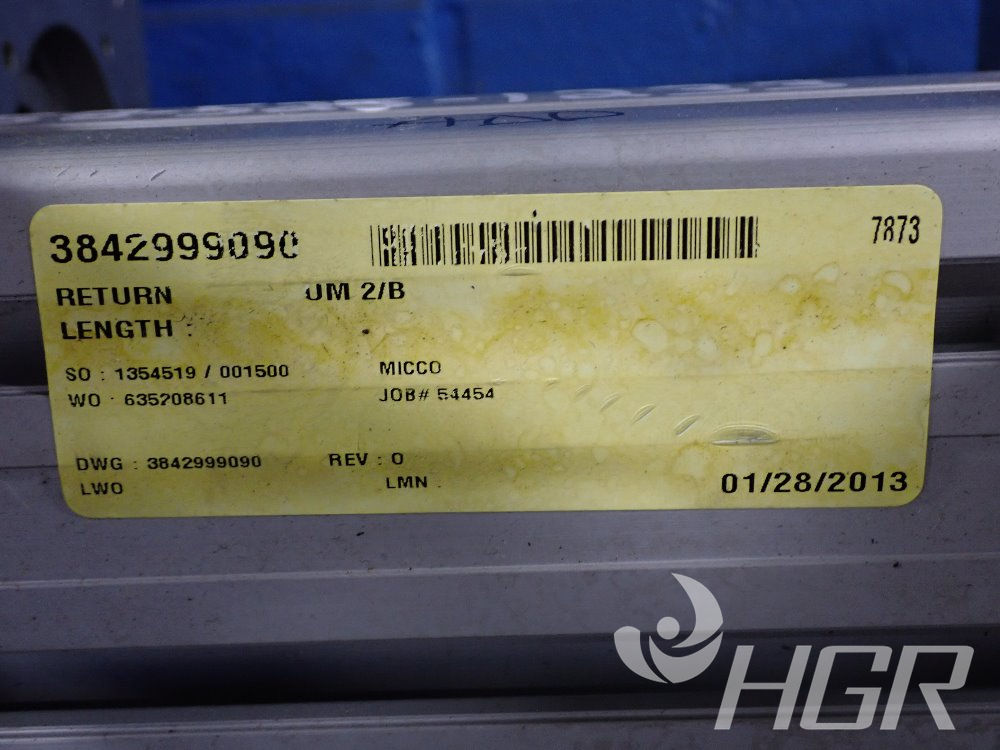 3842999090 7873
RETURN UM 2/B
LENGTH :
SO : 1354519 / 001500 MICCO
WO : 635208611 JOB# 54454
DWG : 3842999090 REV : O
LWO LMN
01/28/2013
HGR